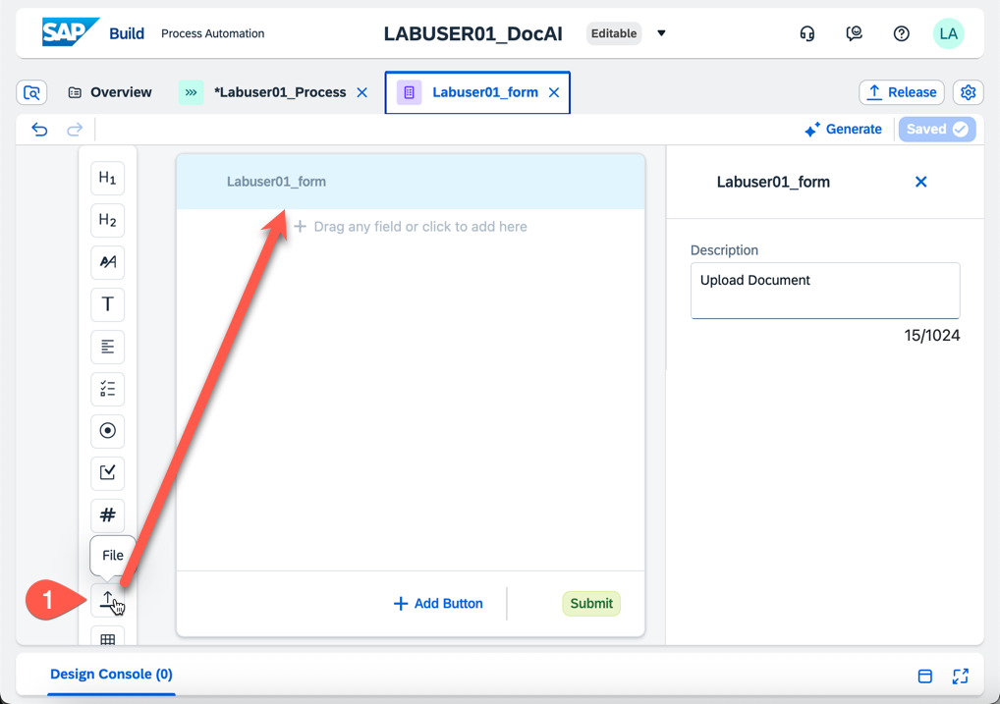 SAP Build Process Automation LABUSER01_DocAI Editable LA
Overview *Labuser01_Process Labuser01_form Release
Generate Saved
H1
H2
A
T
#
File
1
Labuser01_form
Drag any field or click to add here
Add Button Submit
Labuser01_form
Description
Upload Document
15/1024
Design Console (0)